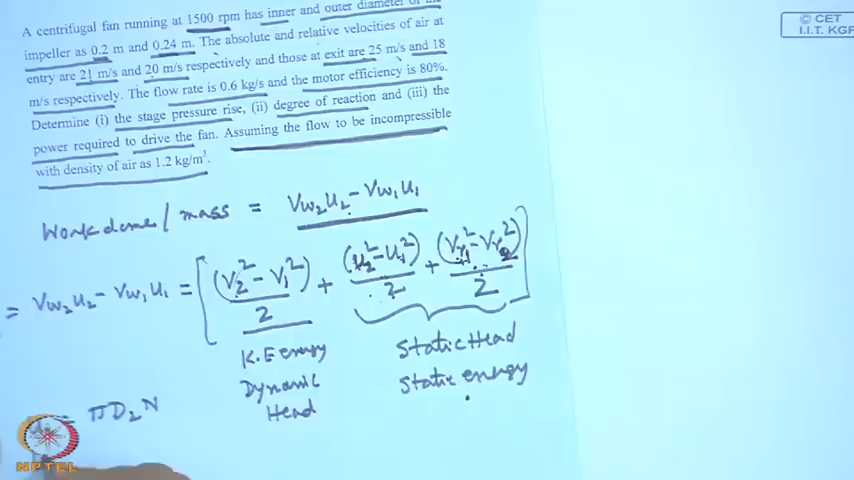 A centrifugal fan running at 1500 rpm has inner and outer diameter of the
impeller as 0.2 m and 0.24 m. The absolute and relative velocities of air at
entry are 21 m/s and 20 m/s respectively and those at exit are 25 m/s and 18
m/s respectively. The flow rate is 0.6 kg/s and the motor efficiency is 80%.
Determine (i) the stage pressure rise, (ii) degree of reaction and (iii) the
power required to drive the fan. Assuming the flow to be incompressible
with density of air as 1.2 kg/m³.
© CET
I.I.T. KGP
Work done / mass = Vw₂U₂ - Vw₁U₁
= Vw₂U₂ - Vw₁U₁ = [(V₂² - V₁²)/2 + (U₂² - U₁²)/2 + (Vr₁² - Vr₂²)/2]
K.E energy
Dynamic
Head
Static Head
Static energy
πD₂N
NPTEL